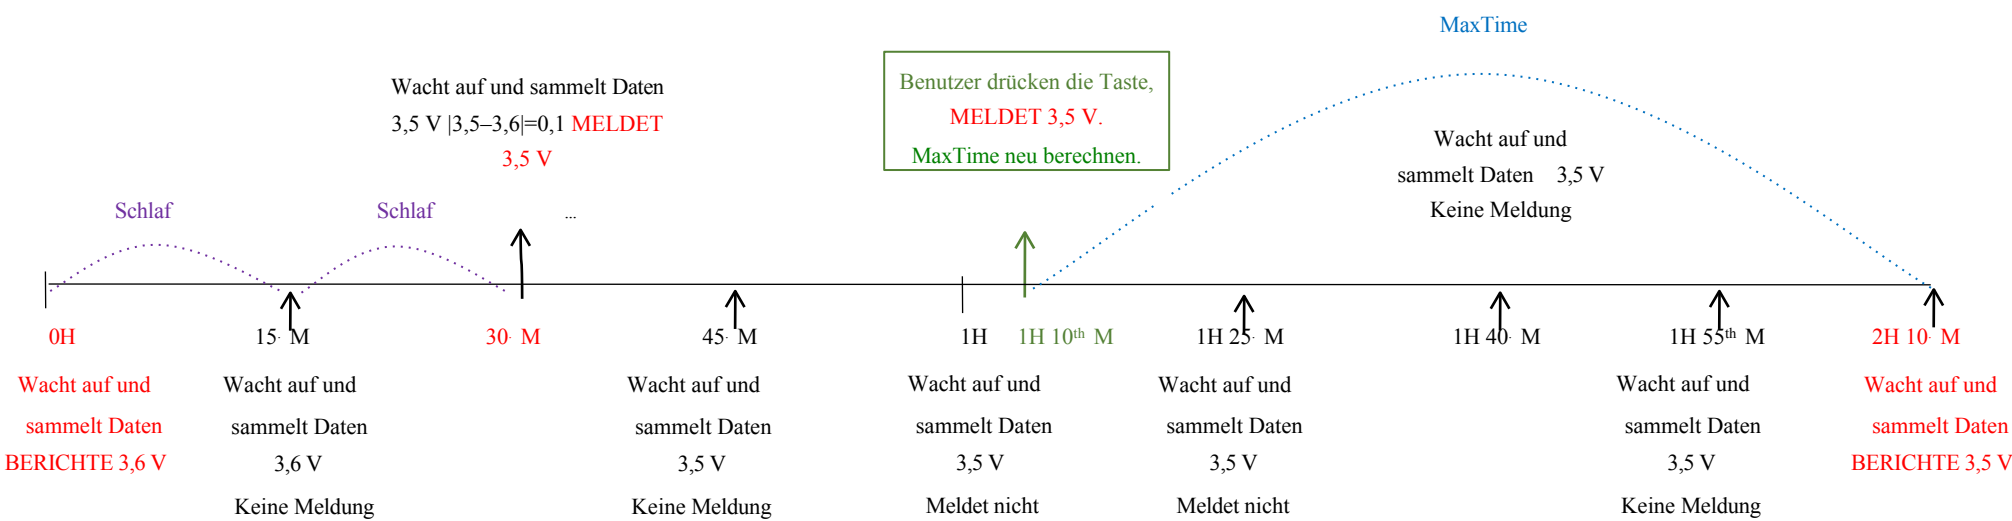 MaxTime
Wacht auf und sammelt Daten
3,5 V |3,5–3,6|=0,1 MELDET
3,5 V
Benutzer drücken die Taste,
MELDET 3,5 V.
MaxTime neu berechnen.
Wacht auf und
sammelt Daten 3,5 V
Keine Meldung
Schlaf
Schlaf
...
0H
15. M
30. M
45. M
1H
1H 10th M
1H 25. M
1H 40. M
1H 55th M
2H 10. M
Wacht auf und
sammelt Daten
BERICHTE 3,6 V
Wacht auf und
sammelt Daten
3,6 V
Keine Meldung
Wacht auf und
sammelt Daten
3,5 V
Keine Meldung
Wacht auf und
sammelt Daten
3,5 V
Meldet nicht
Wacht auf und
sammelt Daten
3,5 V
Meldet nicht
Wacht auf und
sammelt Daten
3,5 V
Keine Meldung
Wacht auf und
sammelt Daten
BERICHTE 3,5 V